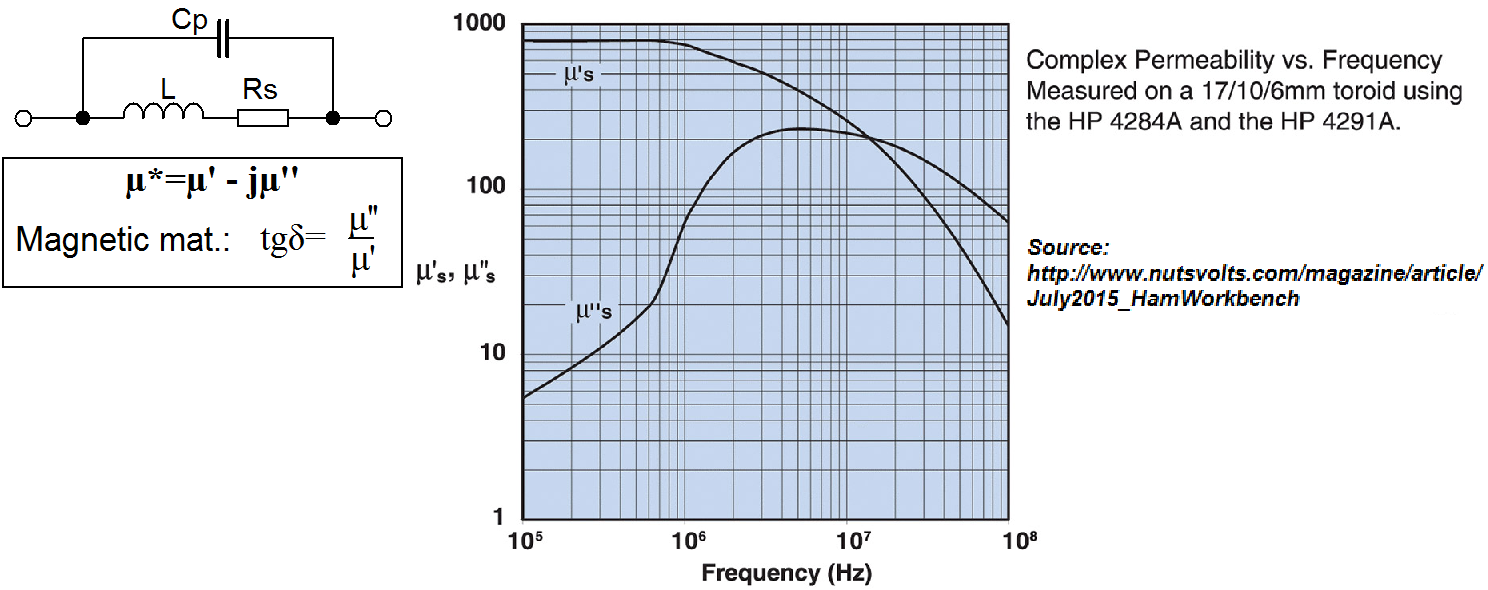 Cp
L
Rs
μ*=μ' - jμ''
Magnetic mat.: tgδ= μ''
μ'
1000
100
10
1
μ's, μ''s
μ's
μ''s
10⁵
10⁶
10⁷
10⁸
Frequency (Hz)
Complex Permeability vs. Frequency
Measured on a 17/10/6mm toroid using
the HP 4284A and the HP 4291A.
Source:
http://www.nutsvolts.com/magazine/article/
July2015_HamWorkbench